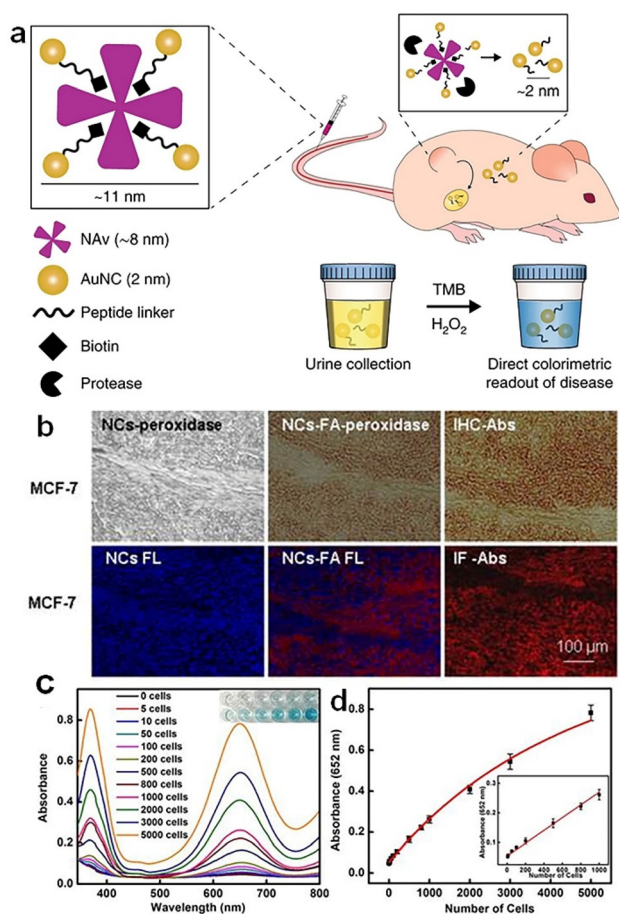 a
~11 nm
NAv (~8 nm)
AuNC (2 nm)
Peptide linker
Biotin
Protease
~2 nm
Urine collection
TMB
H₂O₂
Direct colorimetric
readout of disease
b
NCs-peroxidase
NCs-FA-peroxidase
IHC-Abs
MCF-7
NCs FL
NCs-FA FL
IF -Abs
MCF-7
100 µm
c
0 cells
5 cells
10 cells
50 cells
100 cells
200 cells
500 cells
800 cells
1000 cells
2000 cells
3000 cells
5000 cells
0.8
0.6
0.4
0.2
0.0
Absorbance
400
500
600
700
800
Wavelength (nm)
d
0.8
0.6
0.4
0.2
0.0
Absorbance (652 nm)
0
1000
2000
3000
4000
5000
Number of Cells
Absorbance (652 nm)
0.3
0.2
0.1
0
200
400
600
800
1000
Number of Cells